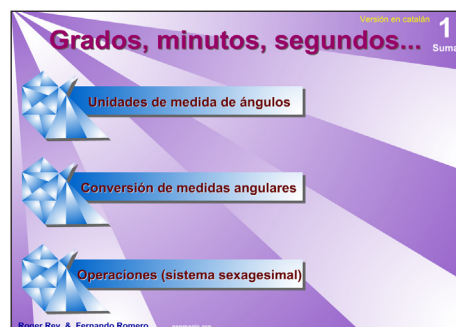 Versión en catalán
1
Suma
Grados, minutos, segundos...
Unidades de medida de ángulos
Conversión de medidas angulares
Operaciones (sistema sexagesimal)
Roger Rey & Fernando Romero